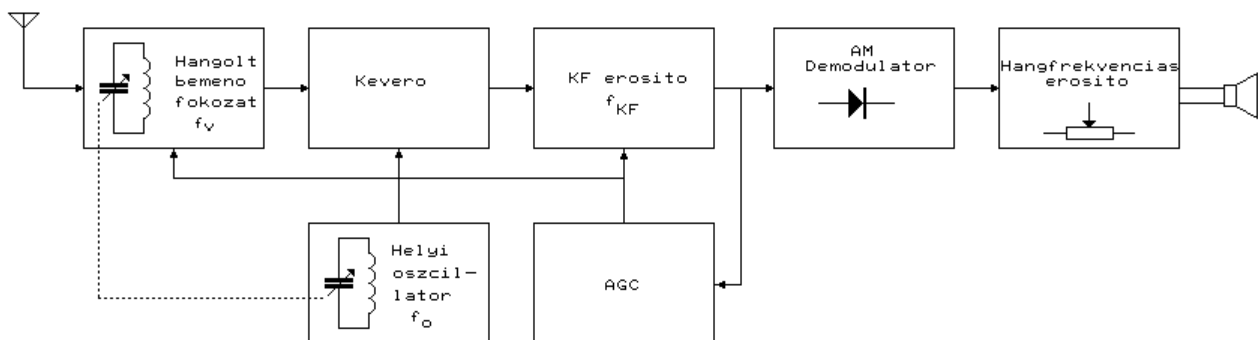 Hangolt
bemeno
fokozat
fv
Kevero
KF erosito
fKF
AM
Demodulator
Hangfrekvencias
erosito
Helyi
oszcil-
lator
fo
AGC